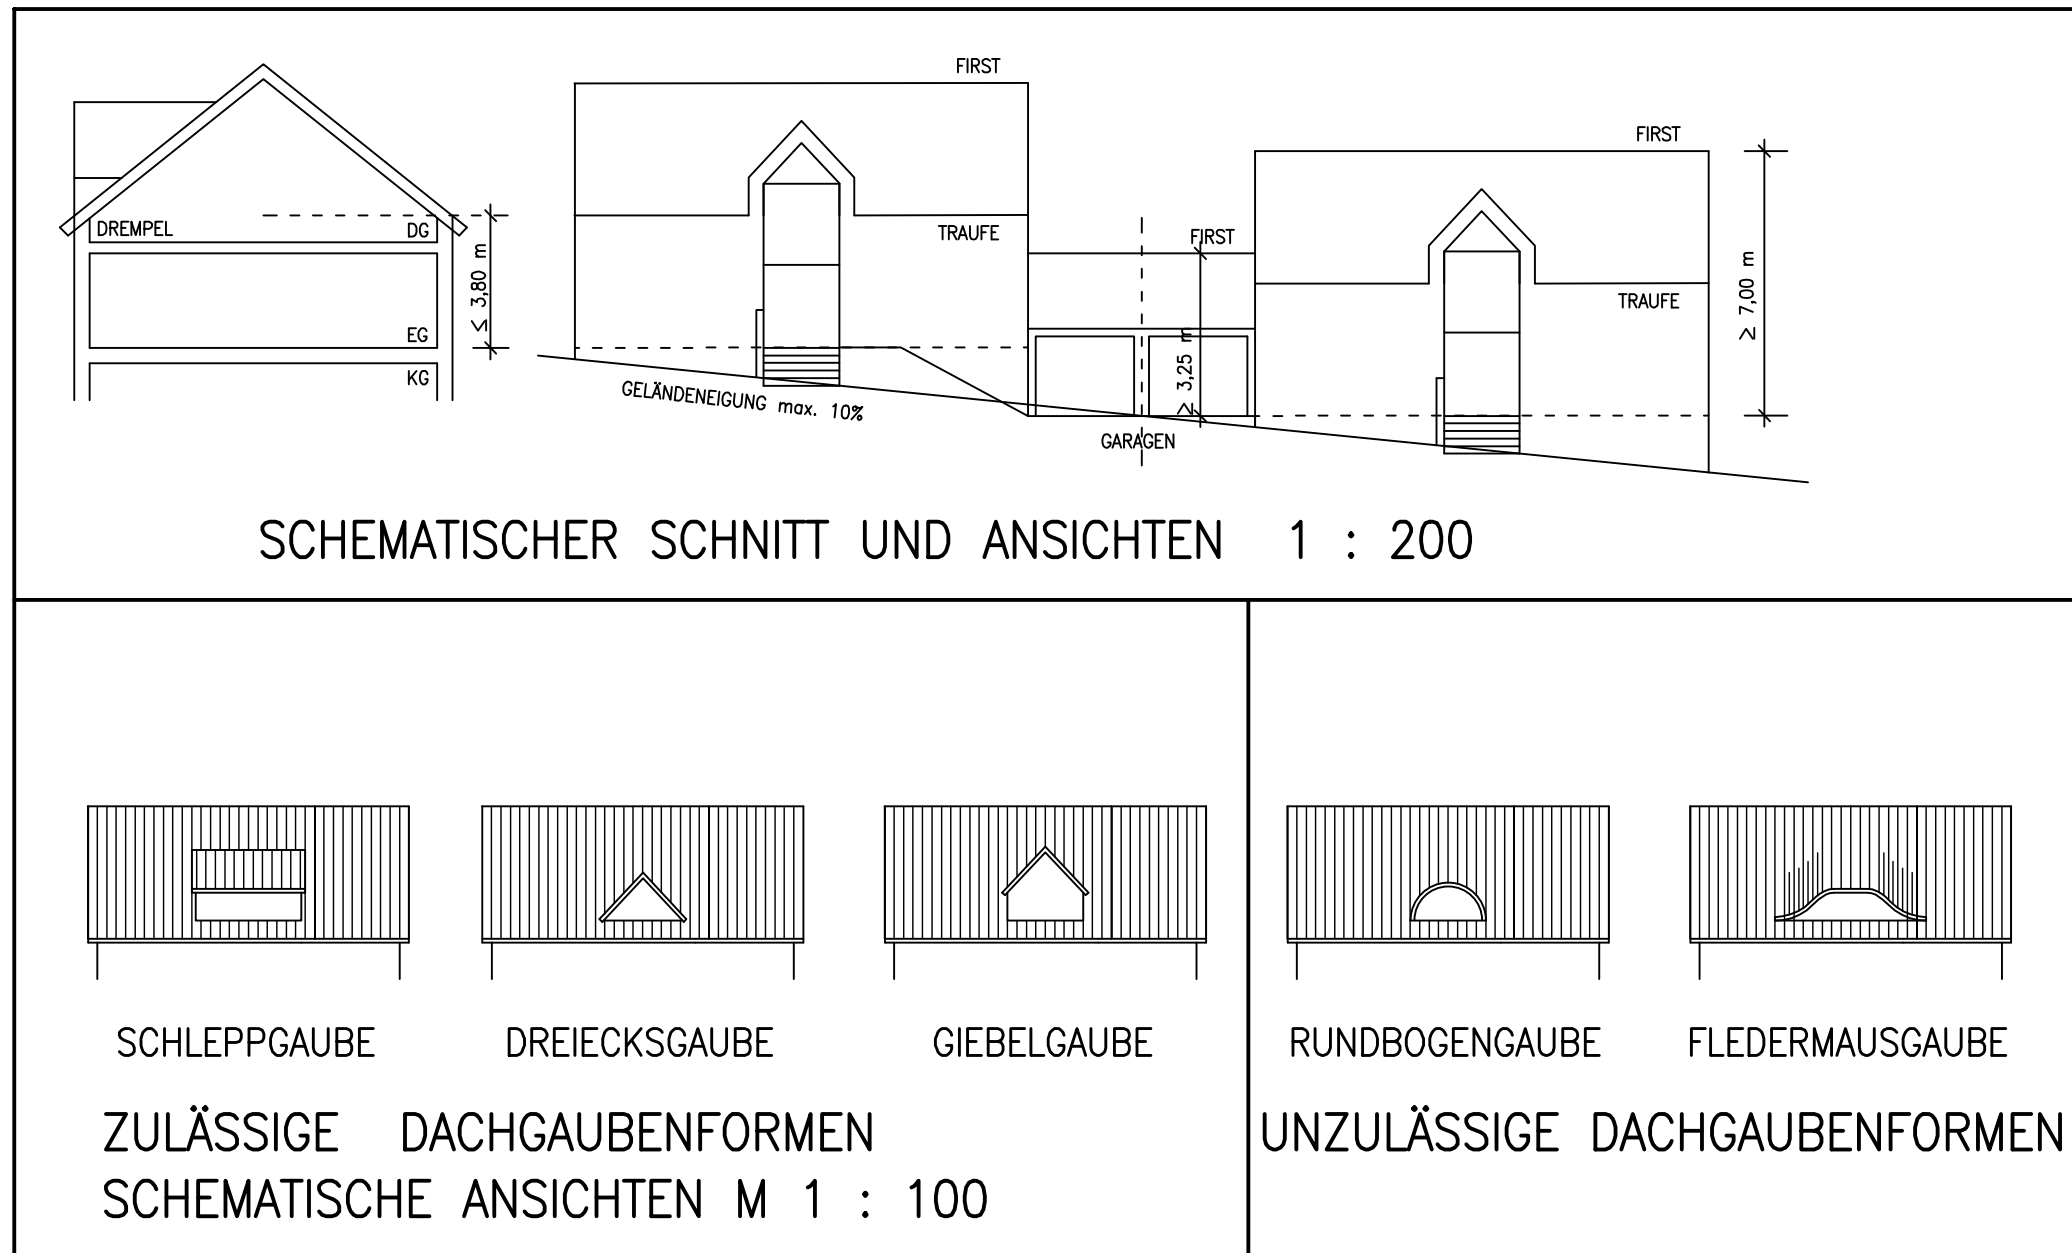 FIRST
FIRST
DREMPEL
DG
TRAUFE
FIRST
≤ 3,80 m
≥ 7,00 m
TRAUFE
EG
KG
≥ 3,25 m
GELÄNDENEIGUNG max. 10%
GARAGEN
SCHEMATISCHER SCHNITT UND ANSICHTEN 1 : 200
SCHLEPPGAUBE
DREIECKSGAUBE
GIEBELGAUBE
ZULÄSSIGE DACHGAUBENFORMEN
SCHEMATISCHE ANSICHTEN M 1 : 100
RUNDBOGENGAUBE
FLEDERMAUSGAUBE
UNZULÄSSIGE DACHGAUBENFORMEN